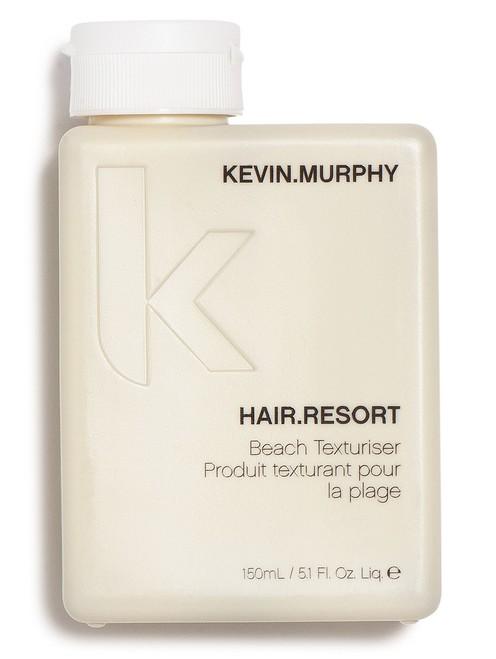 KEVIN.MURPHY
HAIR.RESORT
Beach Texturiser
Produit texturant pour
la plage
150mL / 5.1 Fl. Oz. Liq. ℮